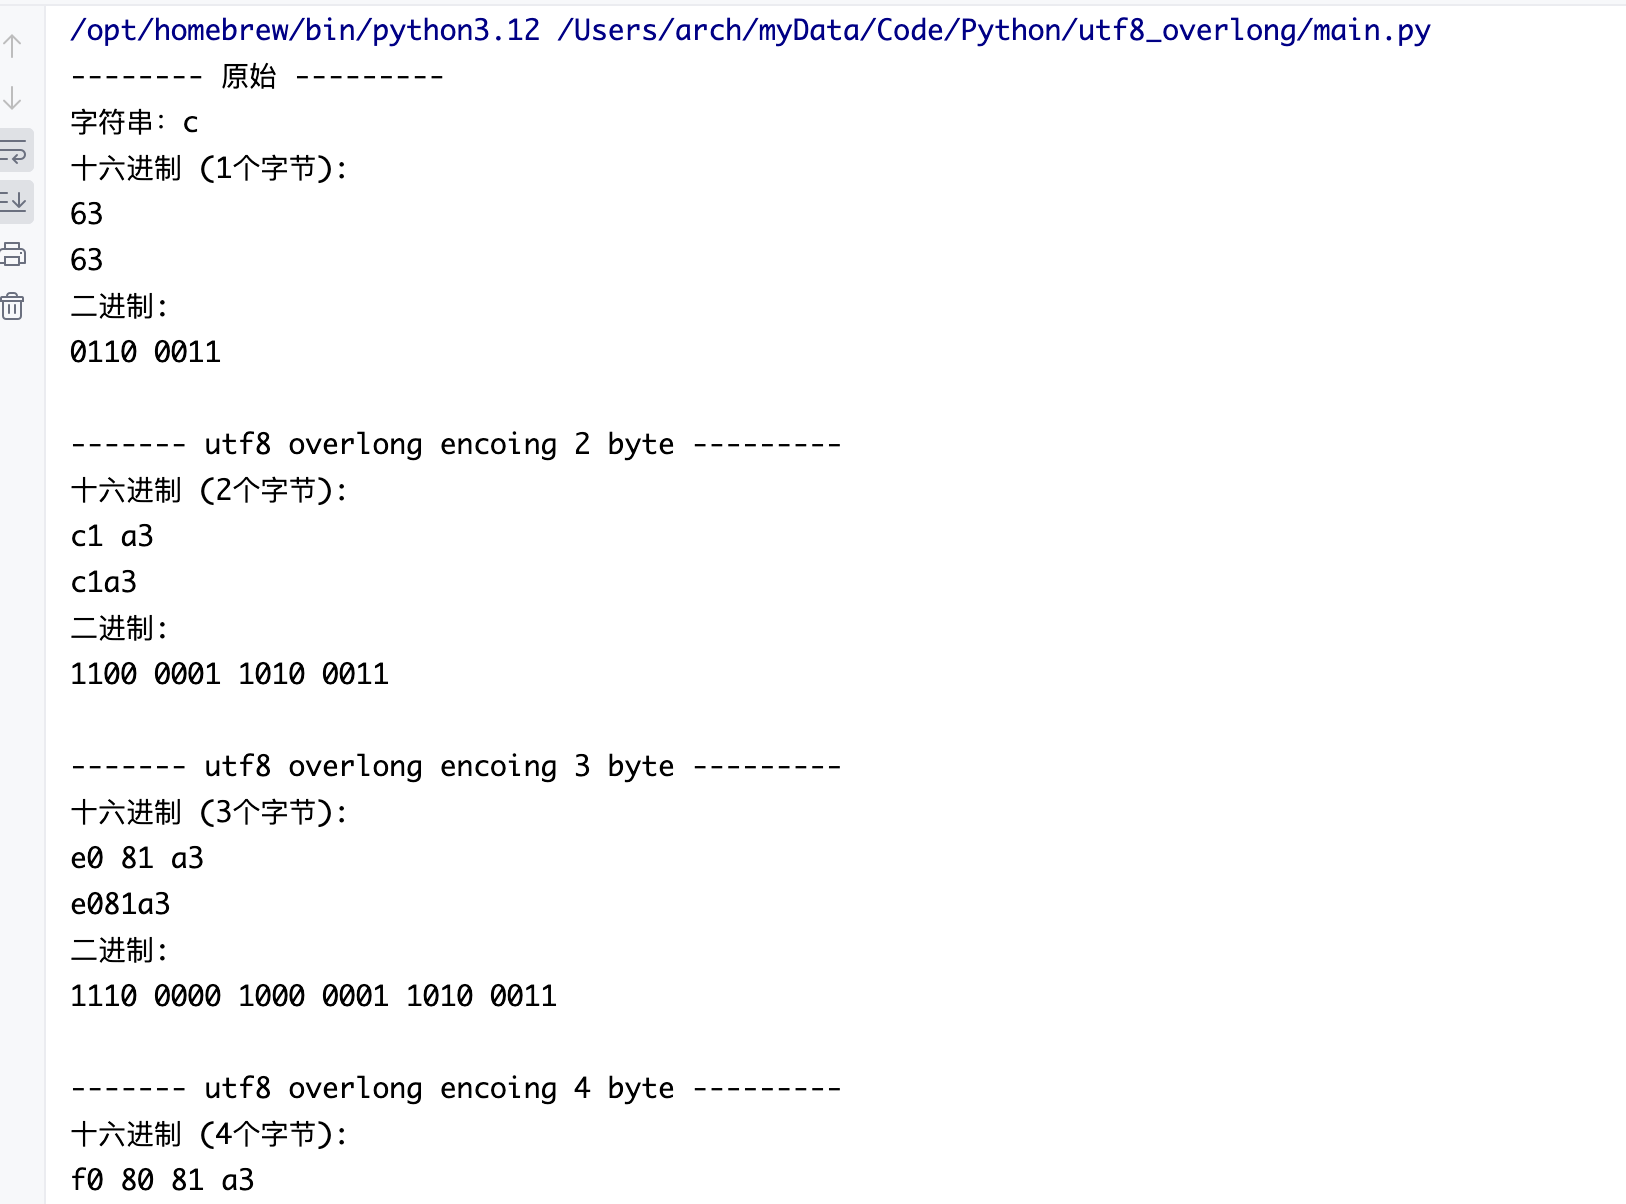 /opt/homebrew/bin/python3.12 /Users/arch/myData/Code/Python/utf8_overlong/main.py
-------- 原始 ---------
字符串：c
十六进制 (1个字节):
63
63
二进制:
0110 0011
------- utf8 overlong encoing 2 byte ---------
十六进制 (2个字节):
c1 a3
c1a3
二进制:
1100 0001 1010 0011
------- utf8 overlong encoing 3 byte ---------
十六进制 (3个字节):
e0 81 a3
e081a3
二进制:
1110 0000 1000 0001 1010 0011
------- utf8 overlong encoing 4 byte ---------
十六进制 (4个字节):
f0 80 81 a3